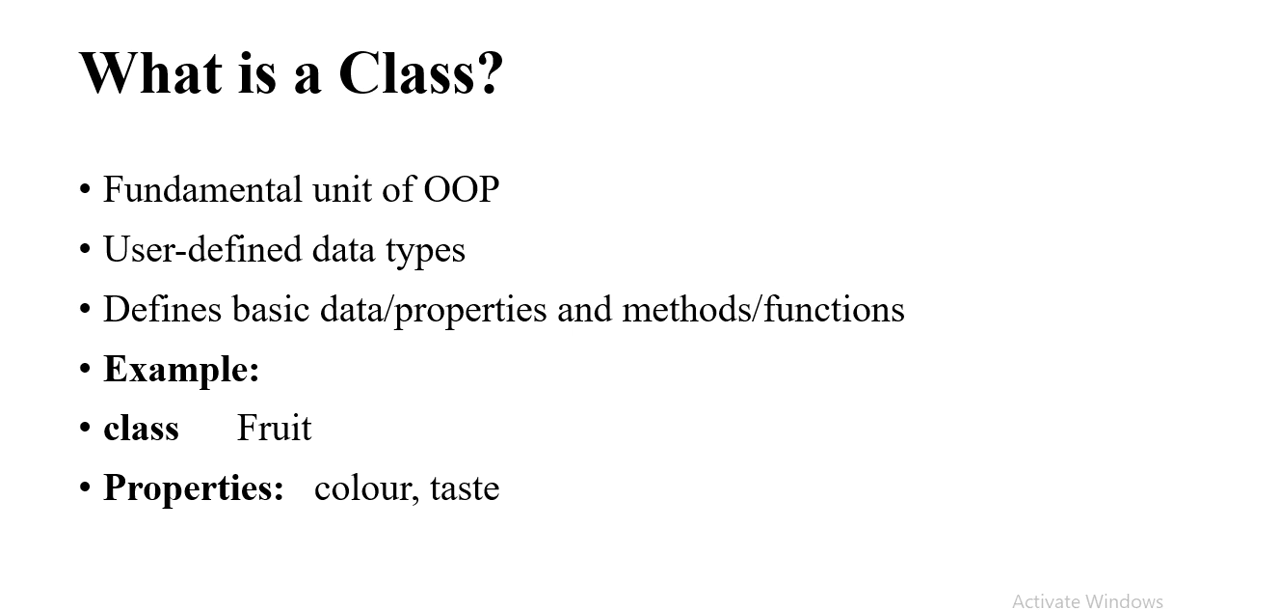 What is a Class?
• Fundamental unit of OOP
• User-defined data types
• Defines basic data/properties and methods/functions
• Example:
• class Fruit
• Properties: colour, taste
Activate Windows